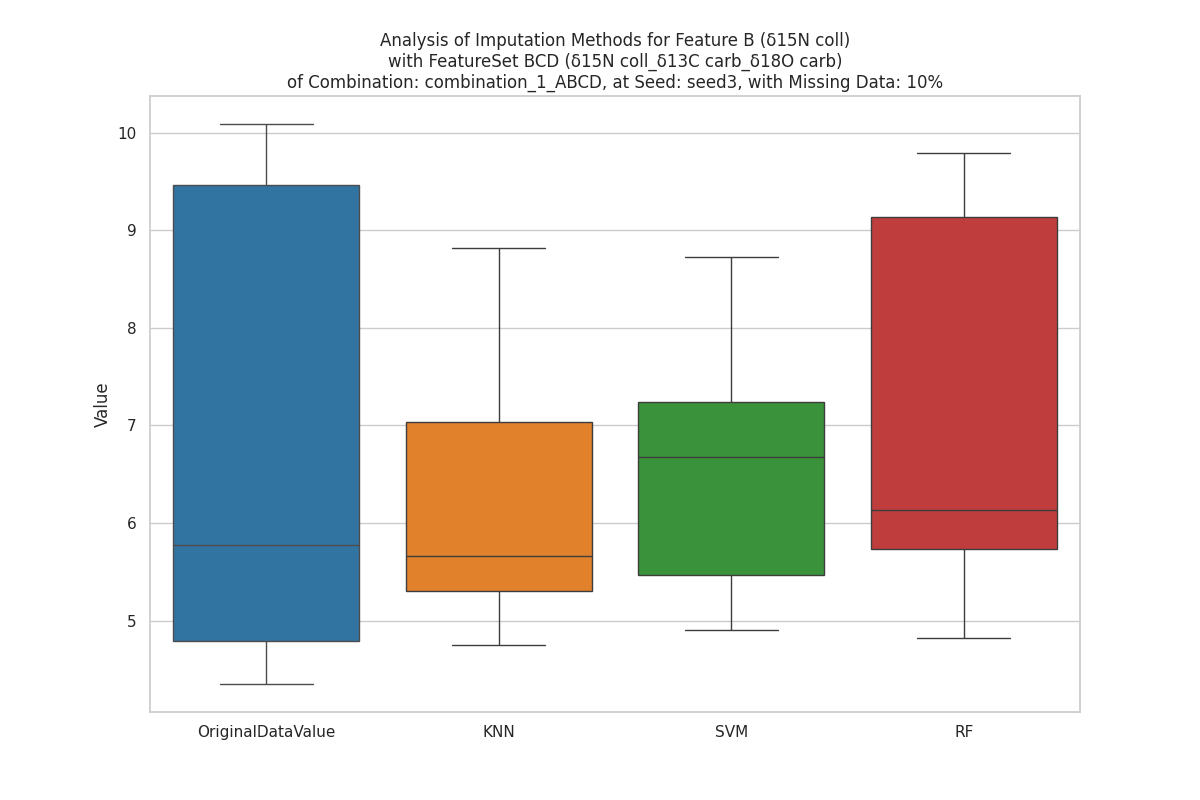 Analysis of Imputation Methods for Feature B (δ15N coll)
with FeatureSet BCD (δ15N coll_δ13C carb_δ18O carb)
of Combination: combination_1_ABCD, at Seed: seed3, with Missing Data: 10%
10
9
8
7
6
5
Value
OriginalDataValue
KNN
SVM
RF